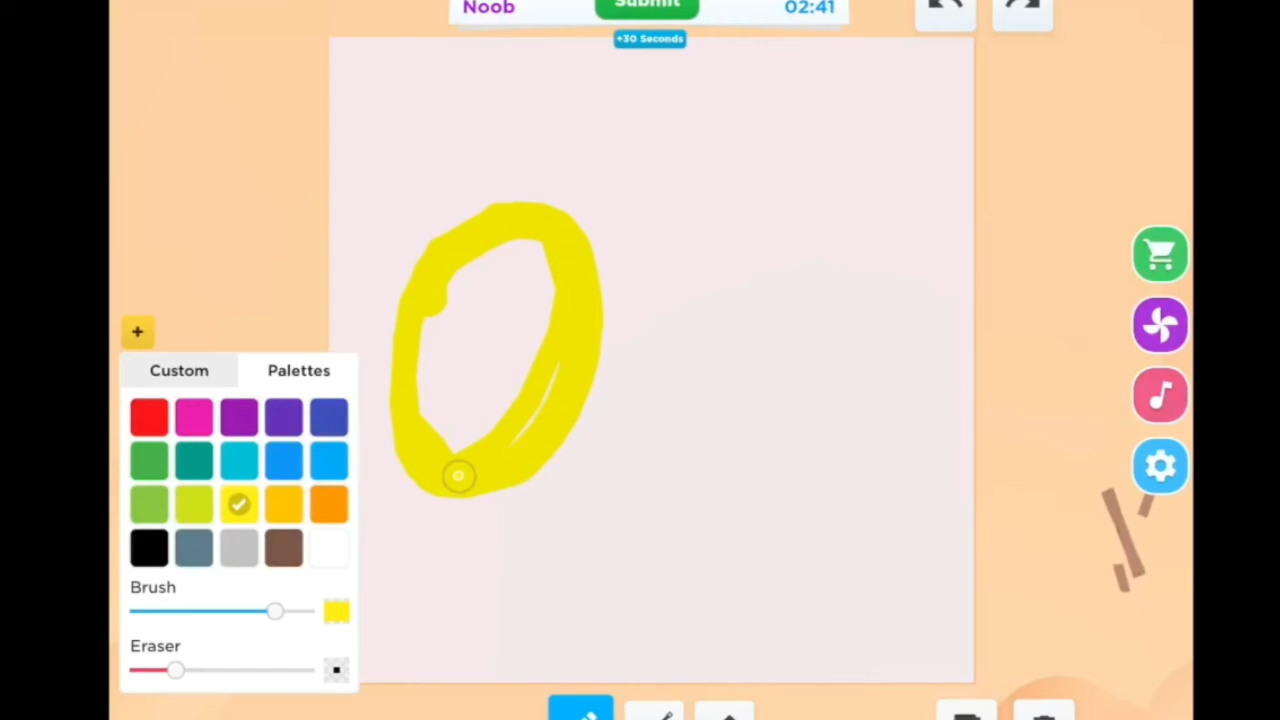 Noob
Submit
02:41
+30 Seconds
+
Custom
Palettes
Brush
Eraser